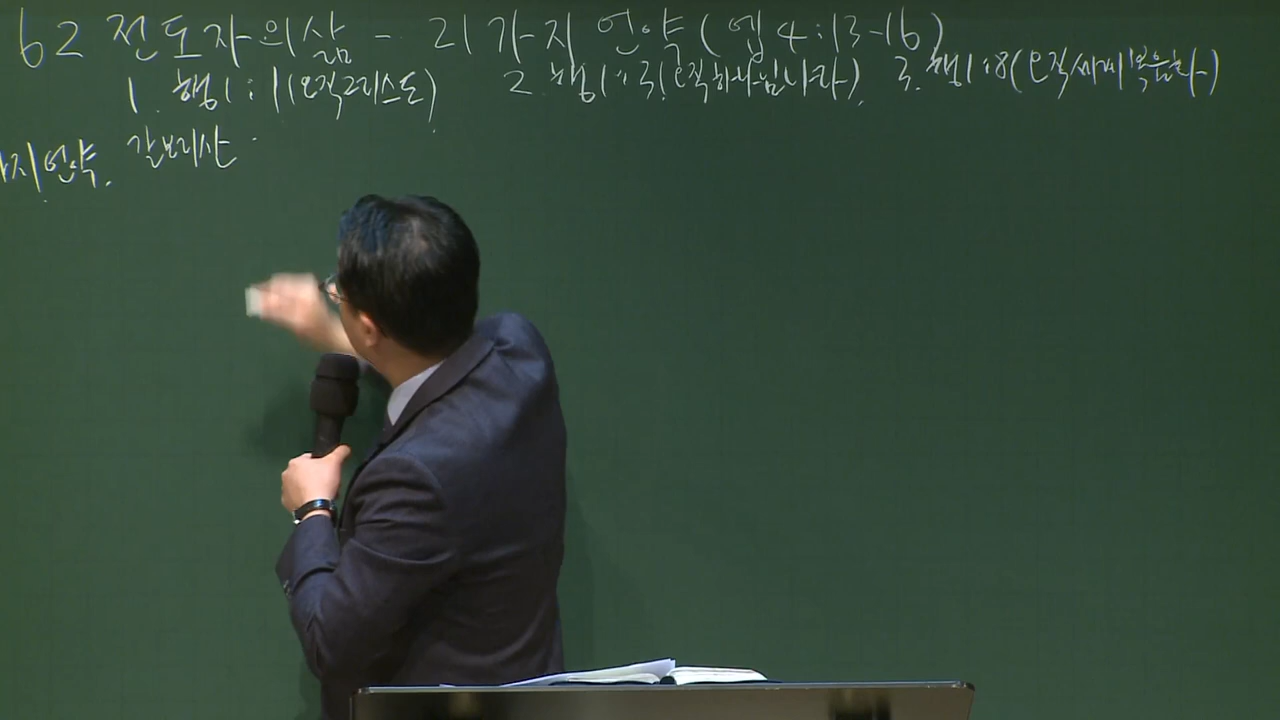 62 전도자의삶 - 21가지 언약(엡4:13-16)
1. 행1:1(오직그리스도) 2. 행1:3(오직하나님나라). 3. 행1:8(오직세계복음화)
지언약. 갈보리산